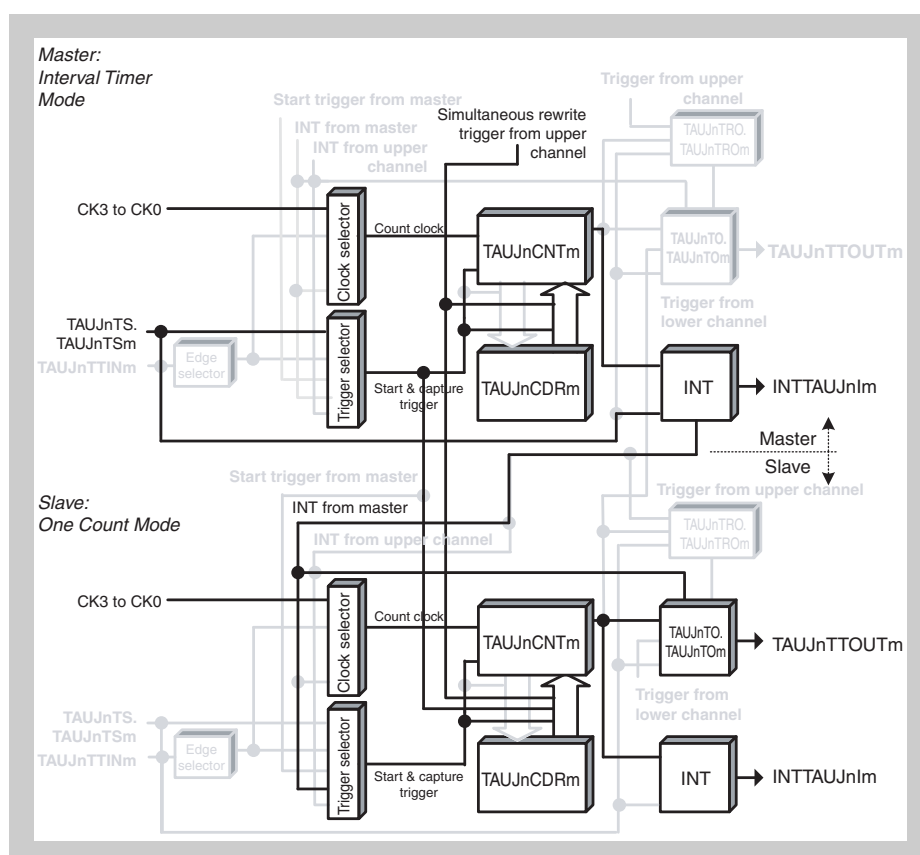 Master:
Interval Timer
Mode
Trigger from upper
channel
Start trigger from master
Simultaneous rewrite
trigger from upper
channel
INT from master
INT from upper
channel
TAUJnTRO.
TAUJnTROm
CK3 to CK0
Clock selector
Count clock
TAUJnCNTm
TAUJnTO.
TAUJnTOm
TAUJnTTOUTm
Trigger from
lower channel
TAUJnTS.
TAUJnTSm
TAUJnTTINm
Edge
selector
Trigger selector
Start & capture
trigger
TAUJnCDRm
INT
INTTAUJnIm
Master
Slave
Start trigger from master
Trigger from upper channel
Slave:
One Count Mode
INT from master
INT from upper channel
TAUJnTRO.
TAUJnTROm
CK3 to CK0
Clock selector
Count clock
TAUJnCNTm
TAUJnTO.
TAUJnTOm
TAUJnTTOUTm
Trigger from
lower channel
TAUJnTS.
TAUJnTSm
TAUJnTTINm
Edge
selector
Trigger selector
Start & capture
trigger
TAUJnCDRm
INT
INTTAUJnIm